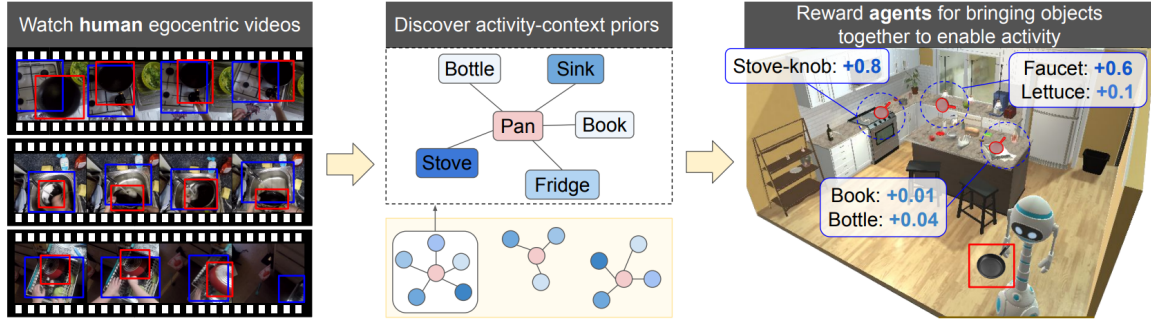 Watch human egocentric videos
Discover activity-context priors
Reward agents for bringing objects
together to enable activity
Bottle
Sink
Pan
Book
Stove
Fridge
Stove-knob: +0.8
Faucet: +0.6
Lettuce: +0.1
Book: +0.01
Bottle: +0.04